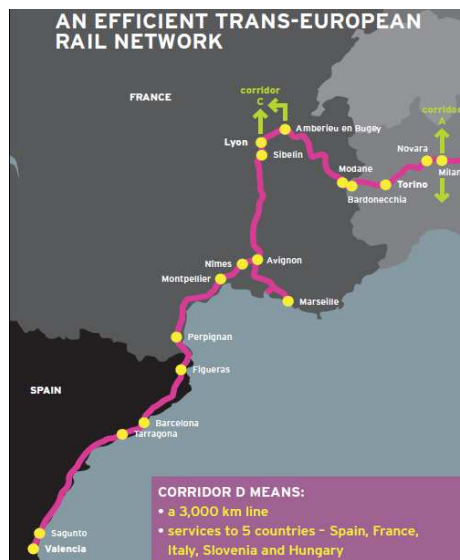 AN EFFICIENT TRANS-EUROPEAN
RAIL NETWORK
FRANCE
corridor
C
corridor
A
Amberieu en Bugey
Lyon
Sibelin
Novara
Milan
Modane
Torino
Bardonecchia
Nîmes
Avignon
Montpellier
Marseille
Perpignan
Figueras
SPAIN
Barcelona
Tarragona
Sagunto
Valencia
CORRIDOR D MEANS:
• a 3,000 km line
• services to 5 countries – Spain, France,
Italy, Slovenia and Hungary